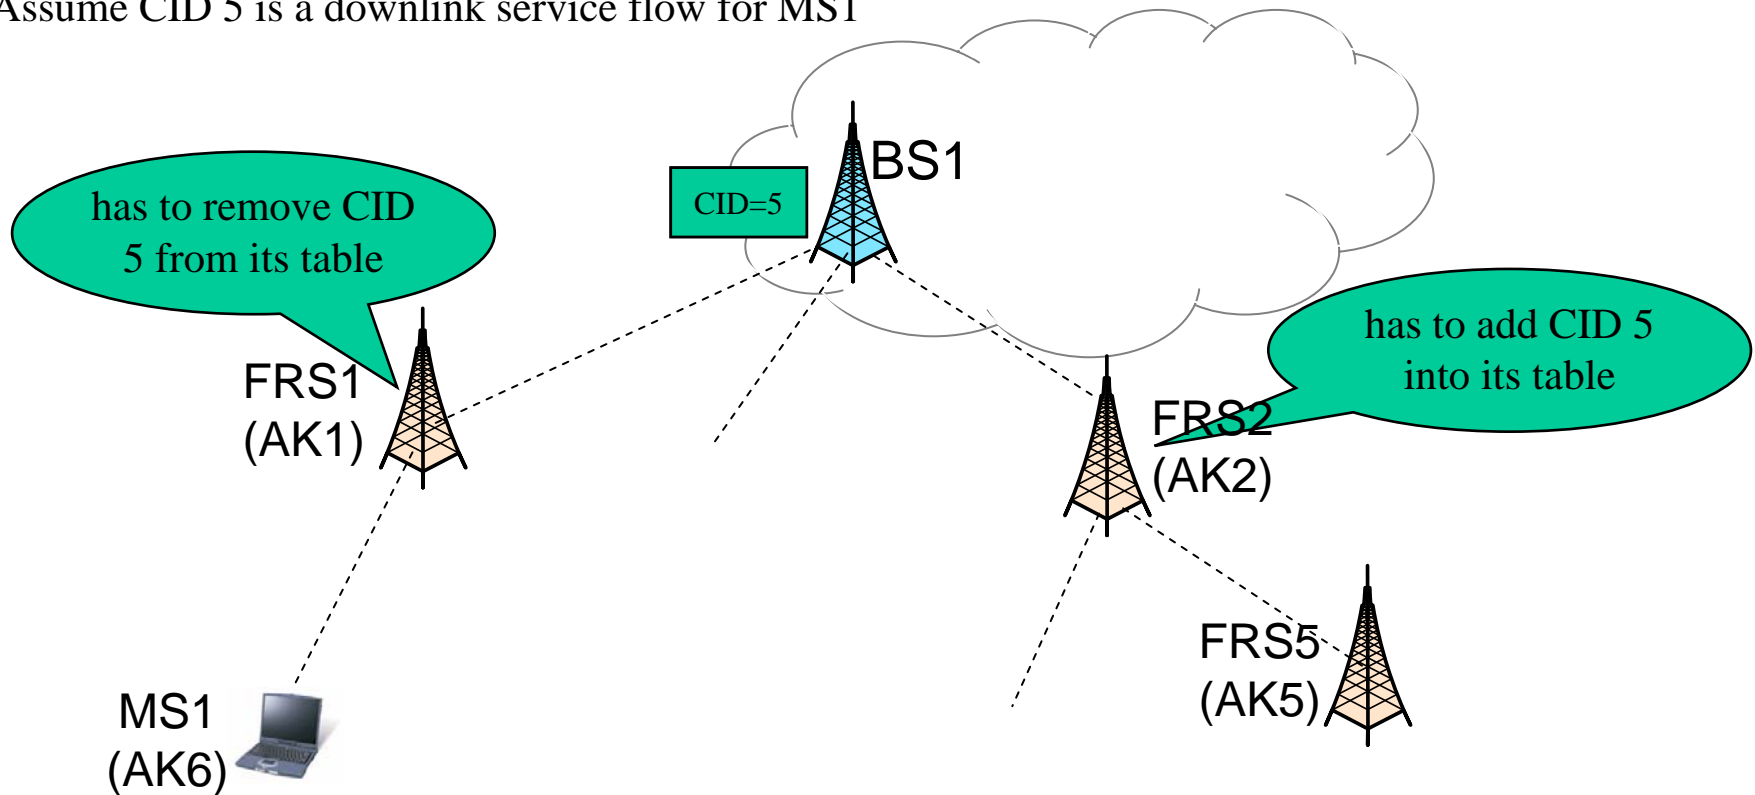 Assume CID 5 is a downlink service flow for MS1
BS1
CID=5
has to remove CID
5 from its table
has to add CID 5
into its table
FRS1
(AK1)
FRS2
(AK2)
FRS5
(AK5)
MS1
(AK6)